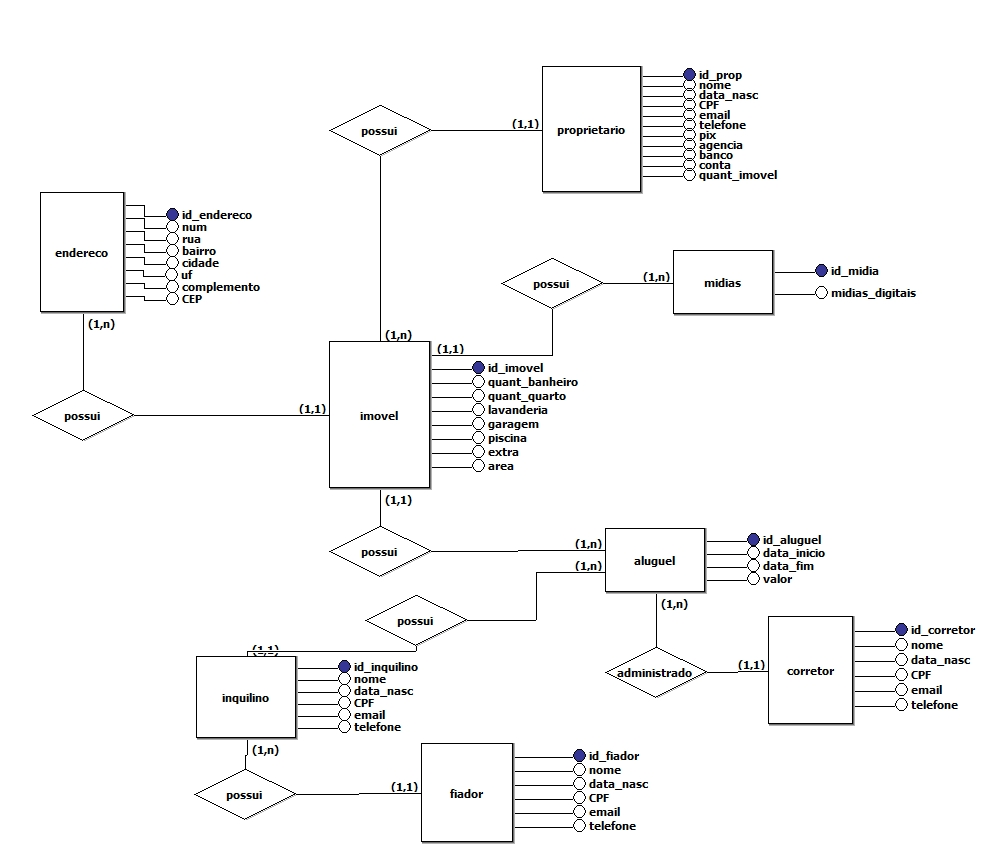 possui
(1,1)
proprietario
id_prop
nome
data_nasc
CPF
email
telefone
pix
agencia
banco
conta
quant_imovel
endereco
id_endereco
num
rua
bairro
cidade
uf
complemento
CEP
(1,n)
possui
(1,n)
midias
id_midia
midias_digitais
(1,n)
(1,1)
possui
(1,1)
imovel
id_imovel
quant_banheiro
quant_quarto
lavanderia
garagem
piscina
extra
area
(1,1)
possui
(1,n)
(1,n)
aluguel
id_aluguel
data_inicio
data_fim
valor
(1,n)
possui
administrado
(1,1)
corretor
id_corretor
nome
data_nasc
CPF
email
telefone
(1,1)
inquilino
id_inquilino
nome
data_nasc
CPF
email
telefone
(1,n)
possui
(1,1)
fiador
id_fiador
nome
data_nasc
CPF
email
telefone